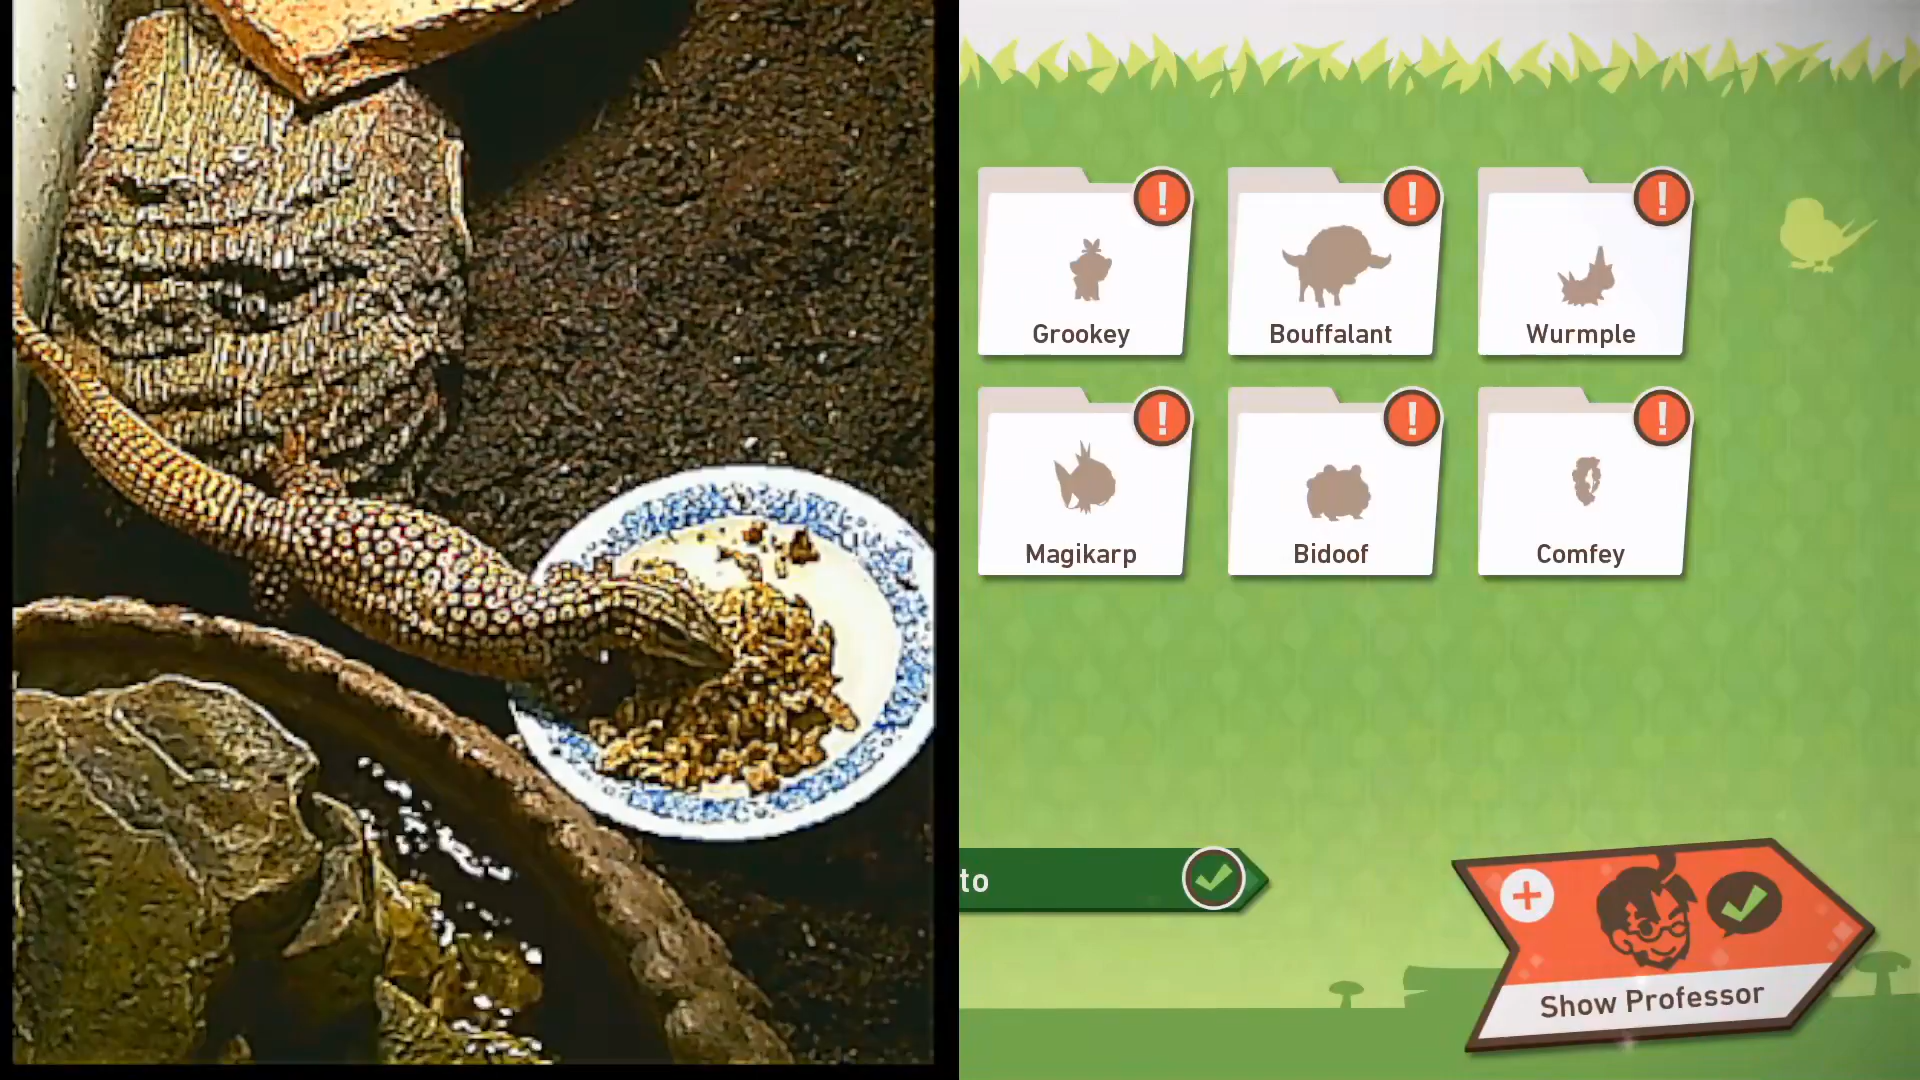 Grookey
Bouffalant
Wurmple
Magikarp
Bidoof
Comfey
to
Show Professor